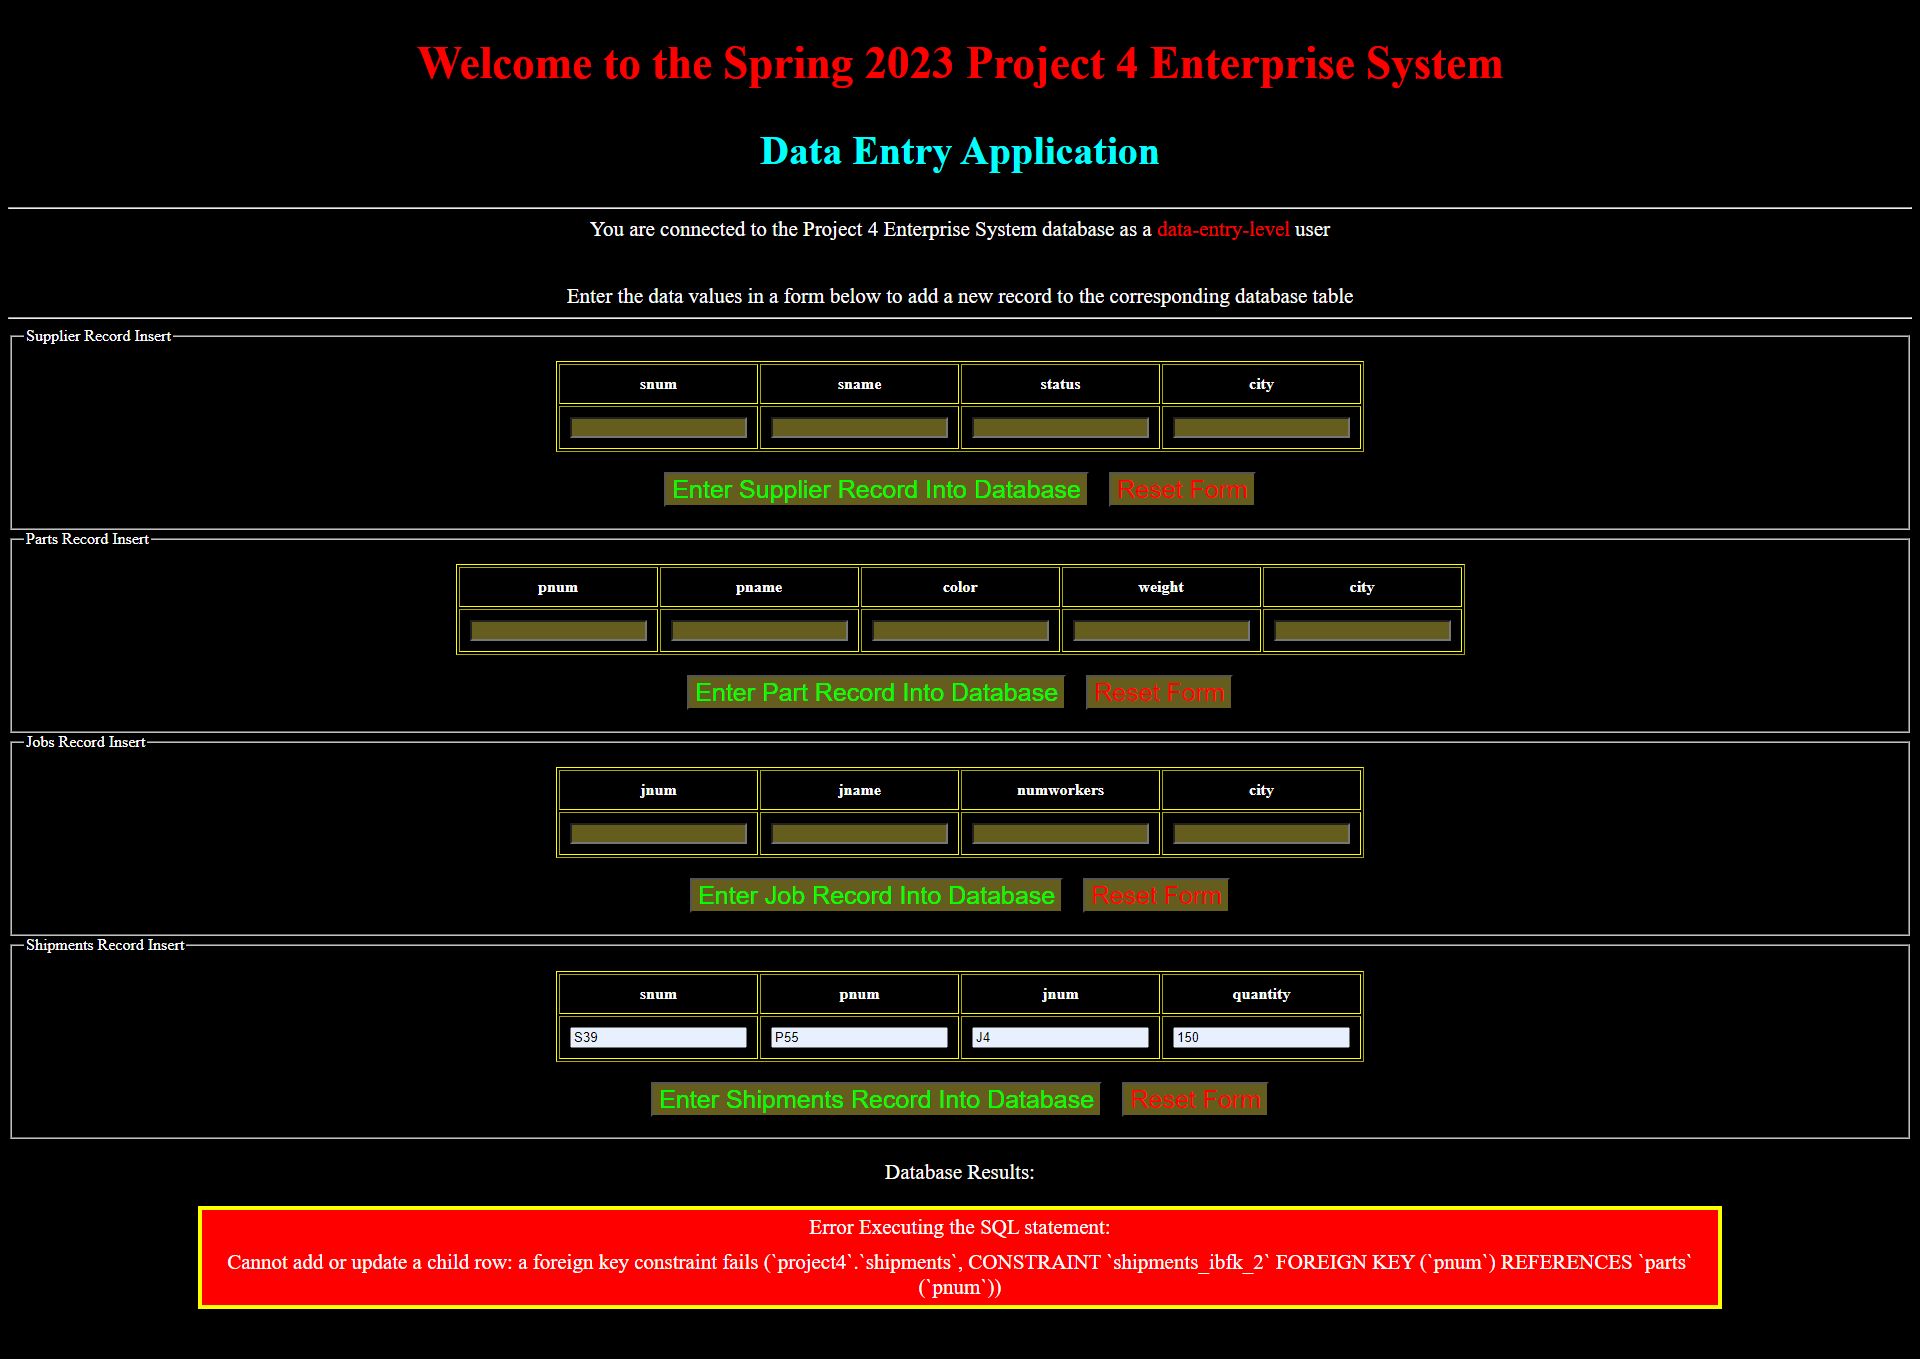 Welcome to the Spring 2023 Project 4 Enterprise System
Data Entry Application
You are connected to the Project 4 Enterprise System database as a data-entry-level user
Enter the data values in a form below to add a new record to the corresponding database table
Supplier Record Insert
snum sname status city
Enter Supplier Record Into Database Reset Form
Parts Record Insert
pnum pname color weight city
Enter Part Record Into Database Reset Form
Jobs Record Insert
jnum jname numworkers city
Enter Job Record Into Database Reset Form
Shipments Record Insert
snum pnum jnum quantity
S39 P55 J4 150
Enter Shipments Record Into Database Reset Form
Database Results:
Error Executing the SQL statement:
Cannot add or update a child row: a foreign key constraint fails (`project4`.`shipments`, CONSTRAINT `shipments_ibfk_2` FOREIGN KEY (`pnum`) REFERENCES `parts`
(`pnum`))